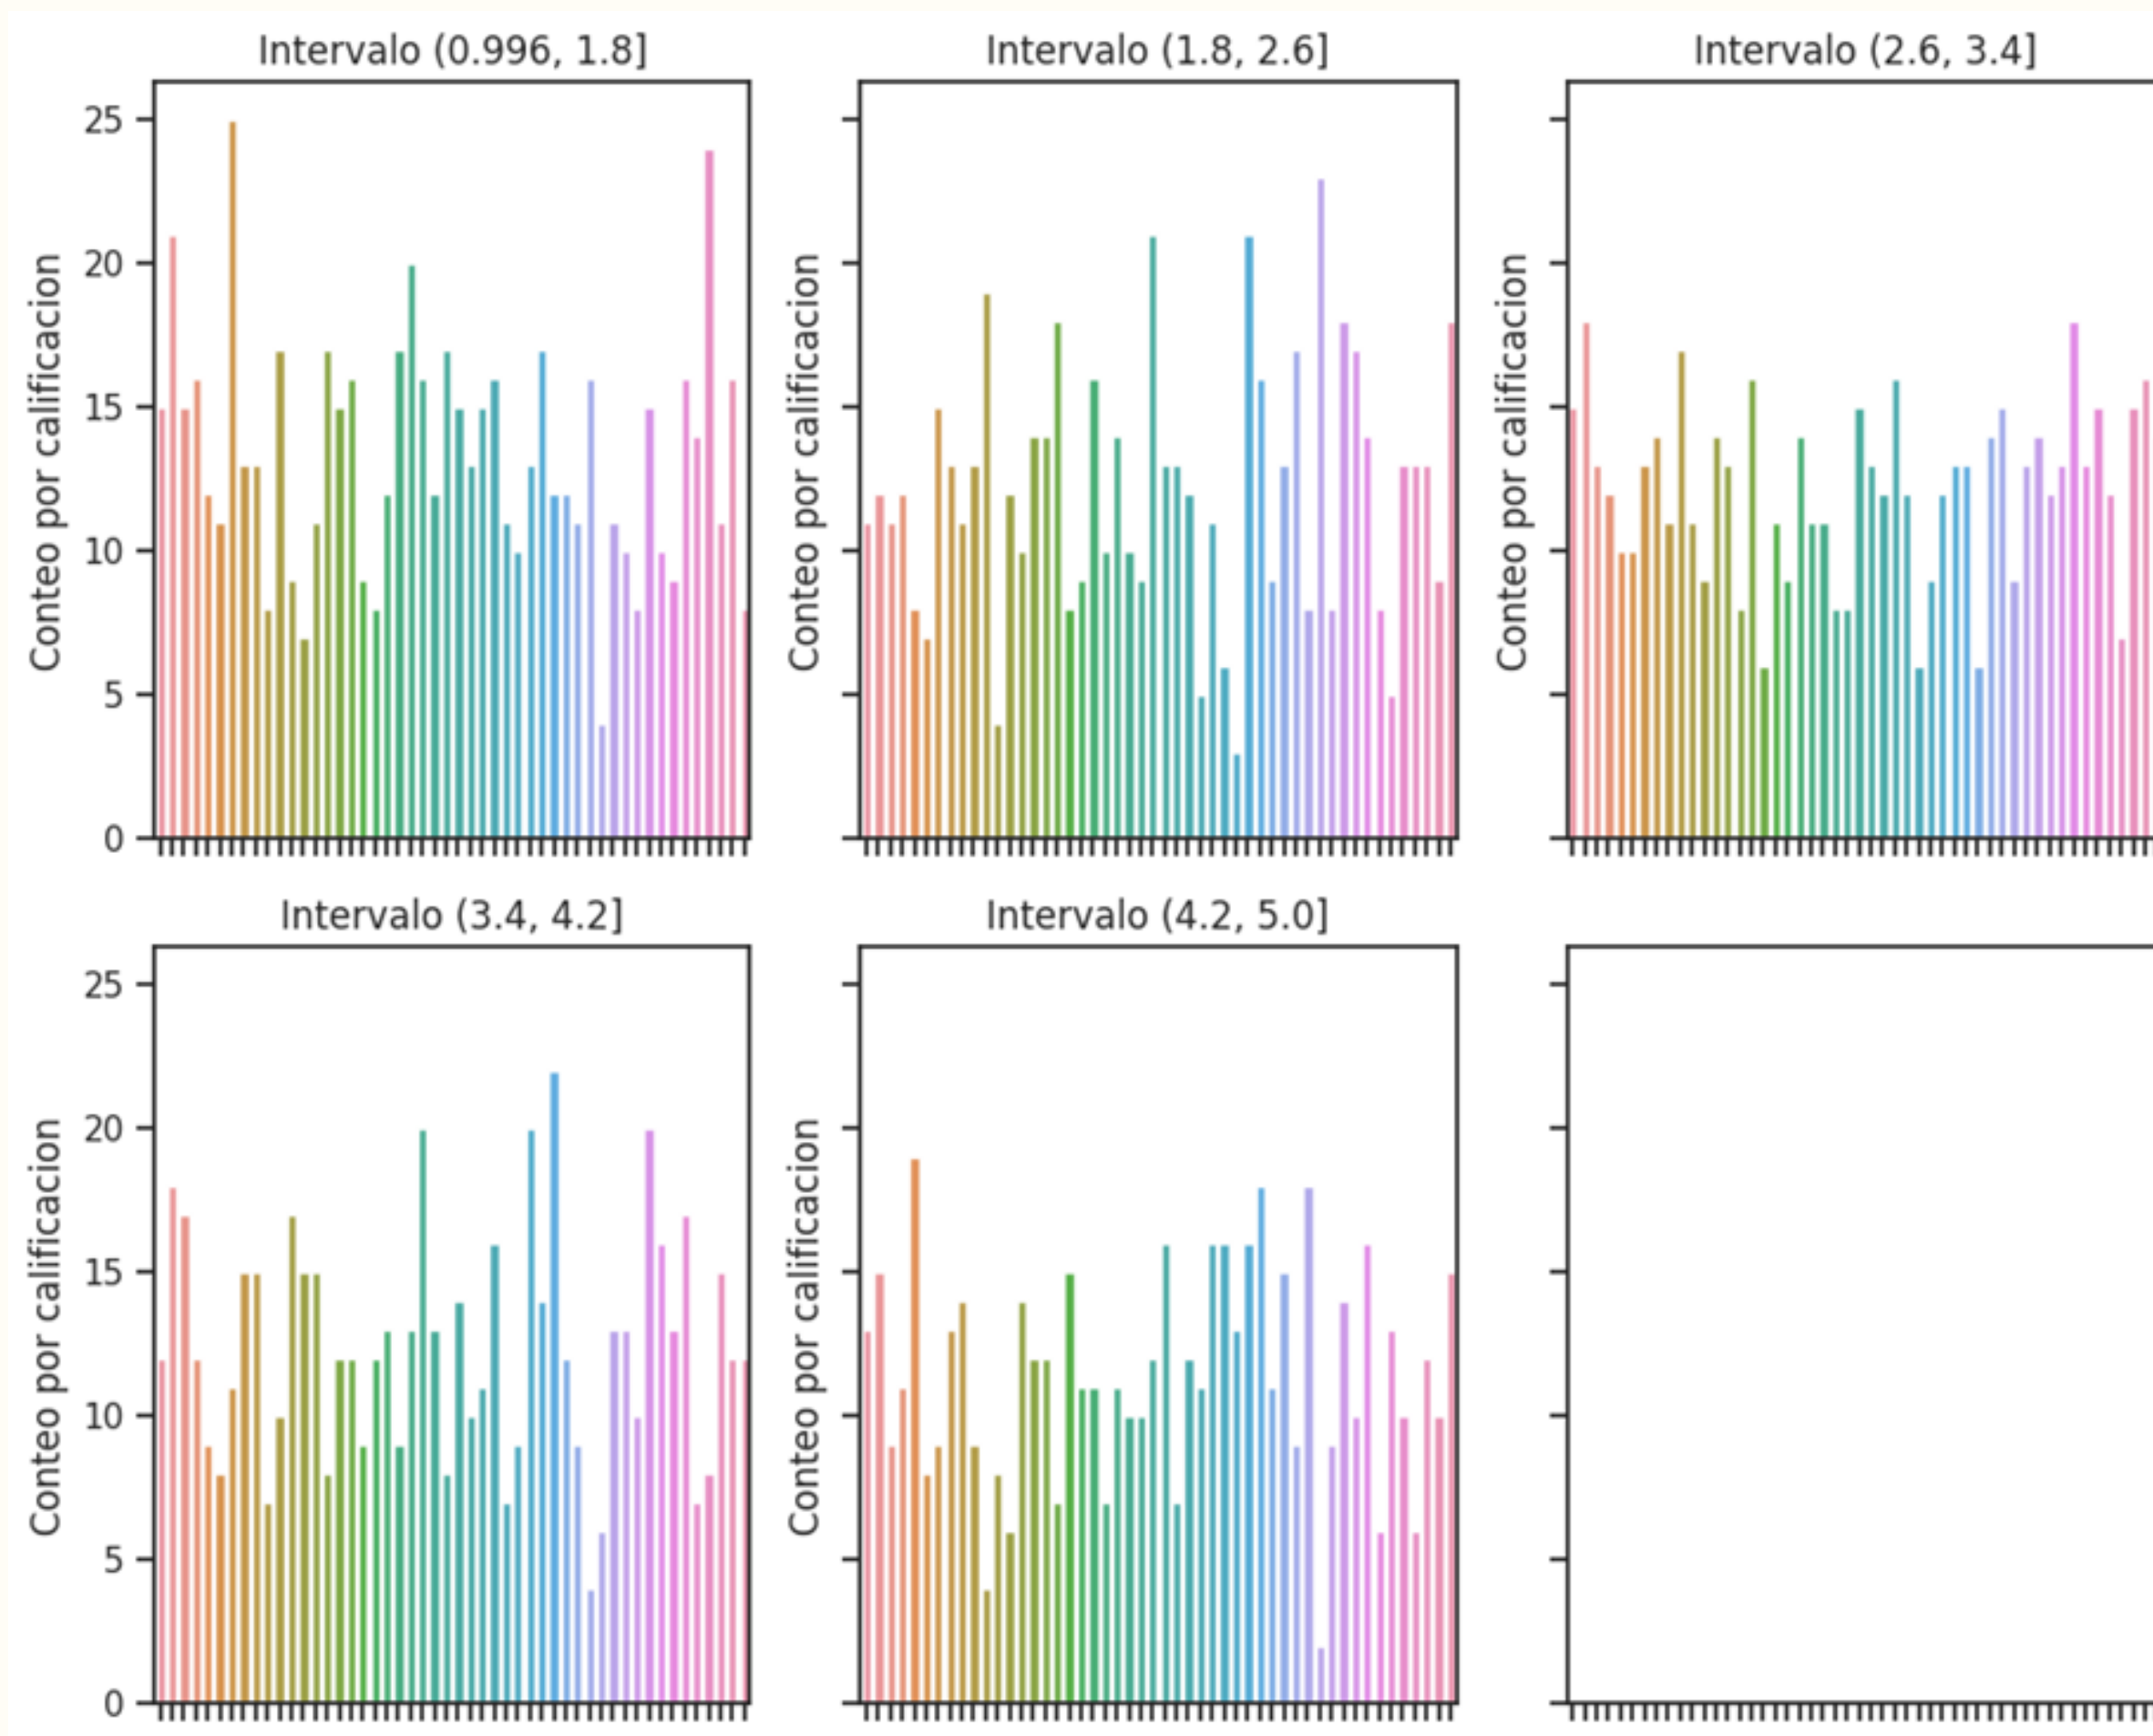 Intervalo (0.996, 1.8]
Intervalo (1.8, 2.6]
Intervalo (2.6, 3.4]
Conteo por calificacion
25
20
15
10
5
0
Conteo por calificacion
Conteo por calificacion
Intervalo (3.4, 4.2]
Intervalo (4.2, 5.0]
Conteo por calificacion
25
20
15
10
5
0
Conteo por calificacion